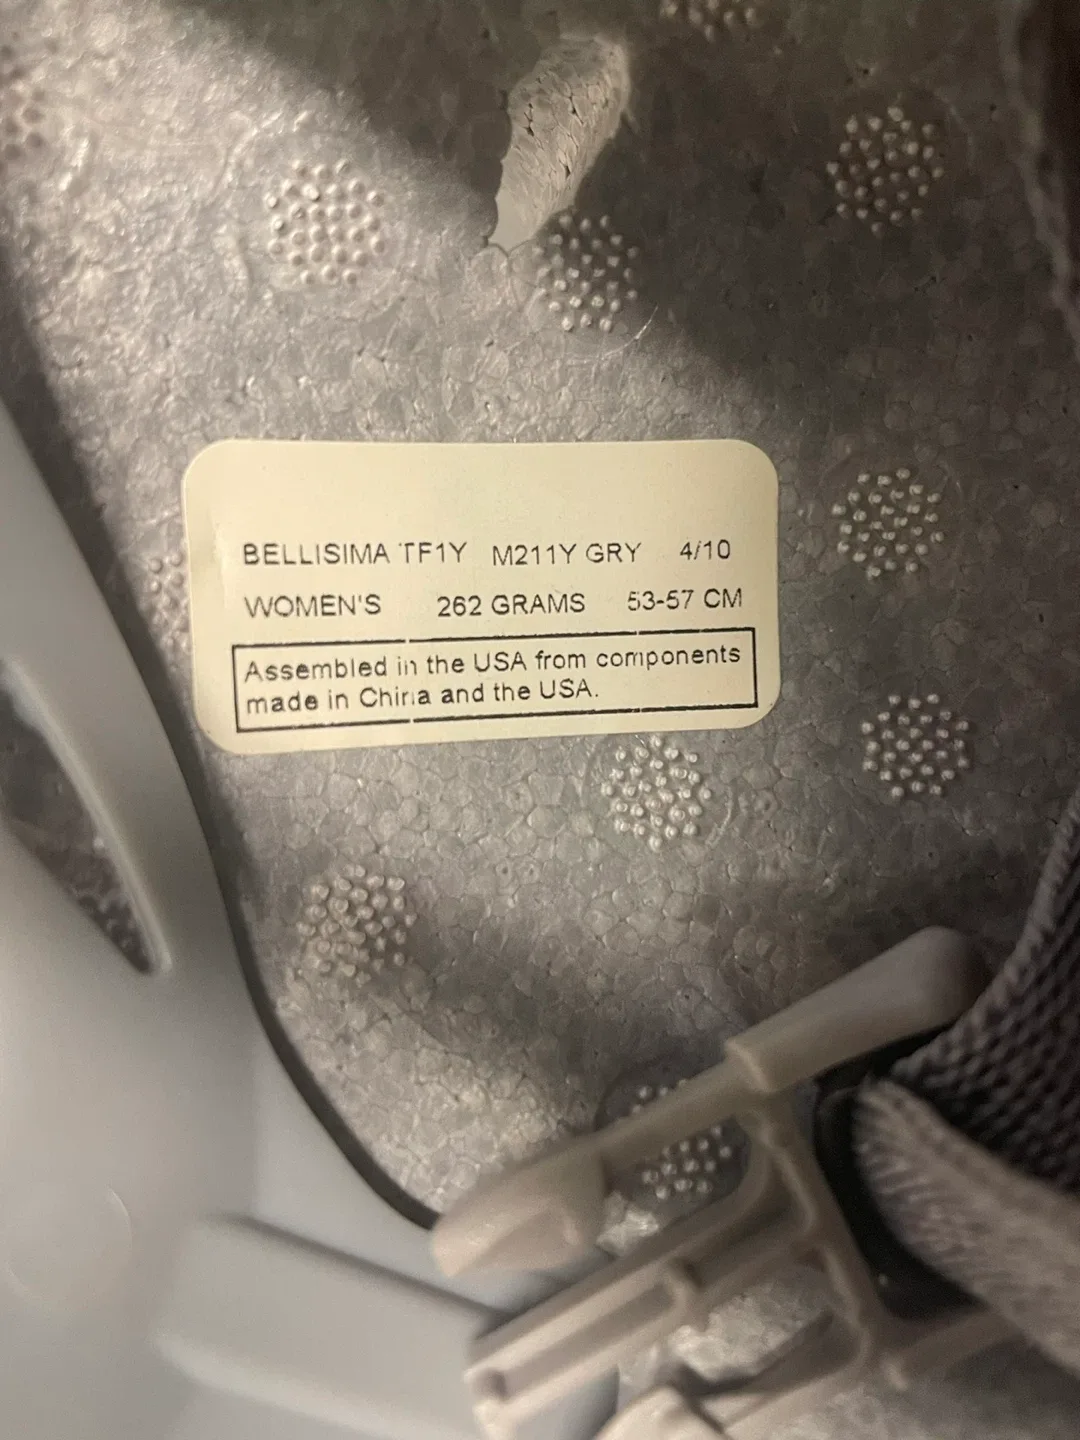 BELLISIMA TF1Y M211Y GRY 4/10
WOMEN'S 262 GRAMS 53-57 CM
Assembled in the USA from components
made in China and the USA.